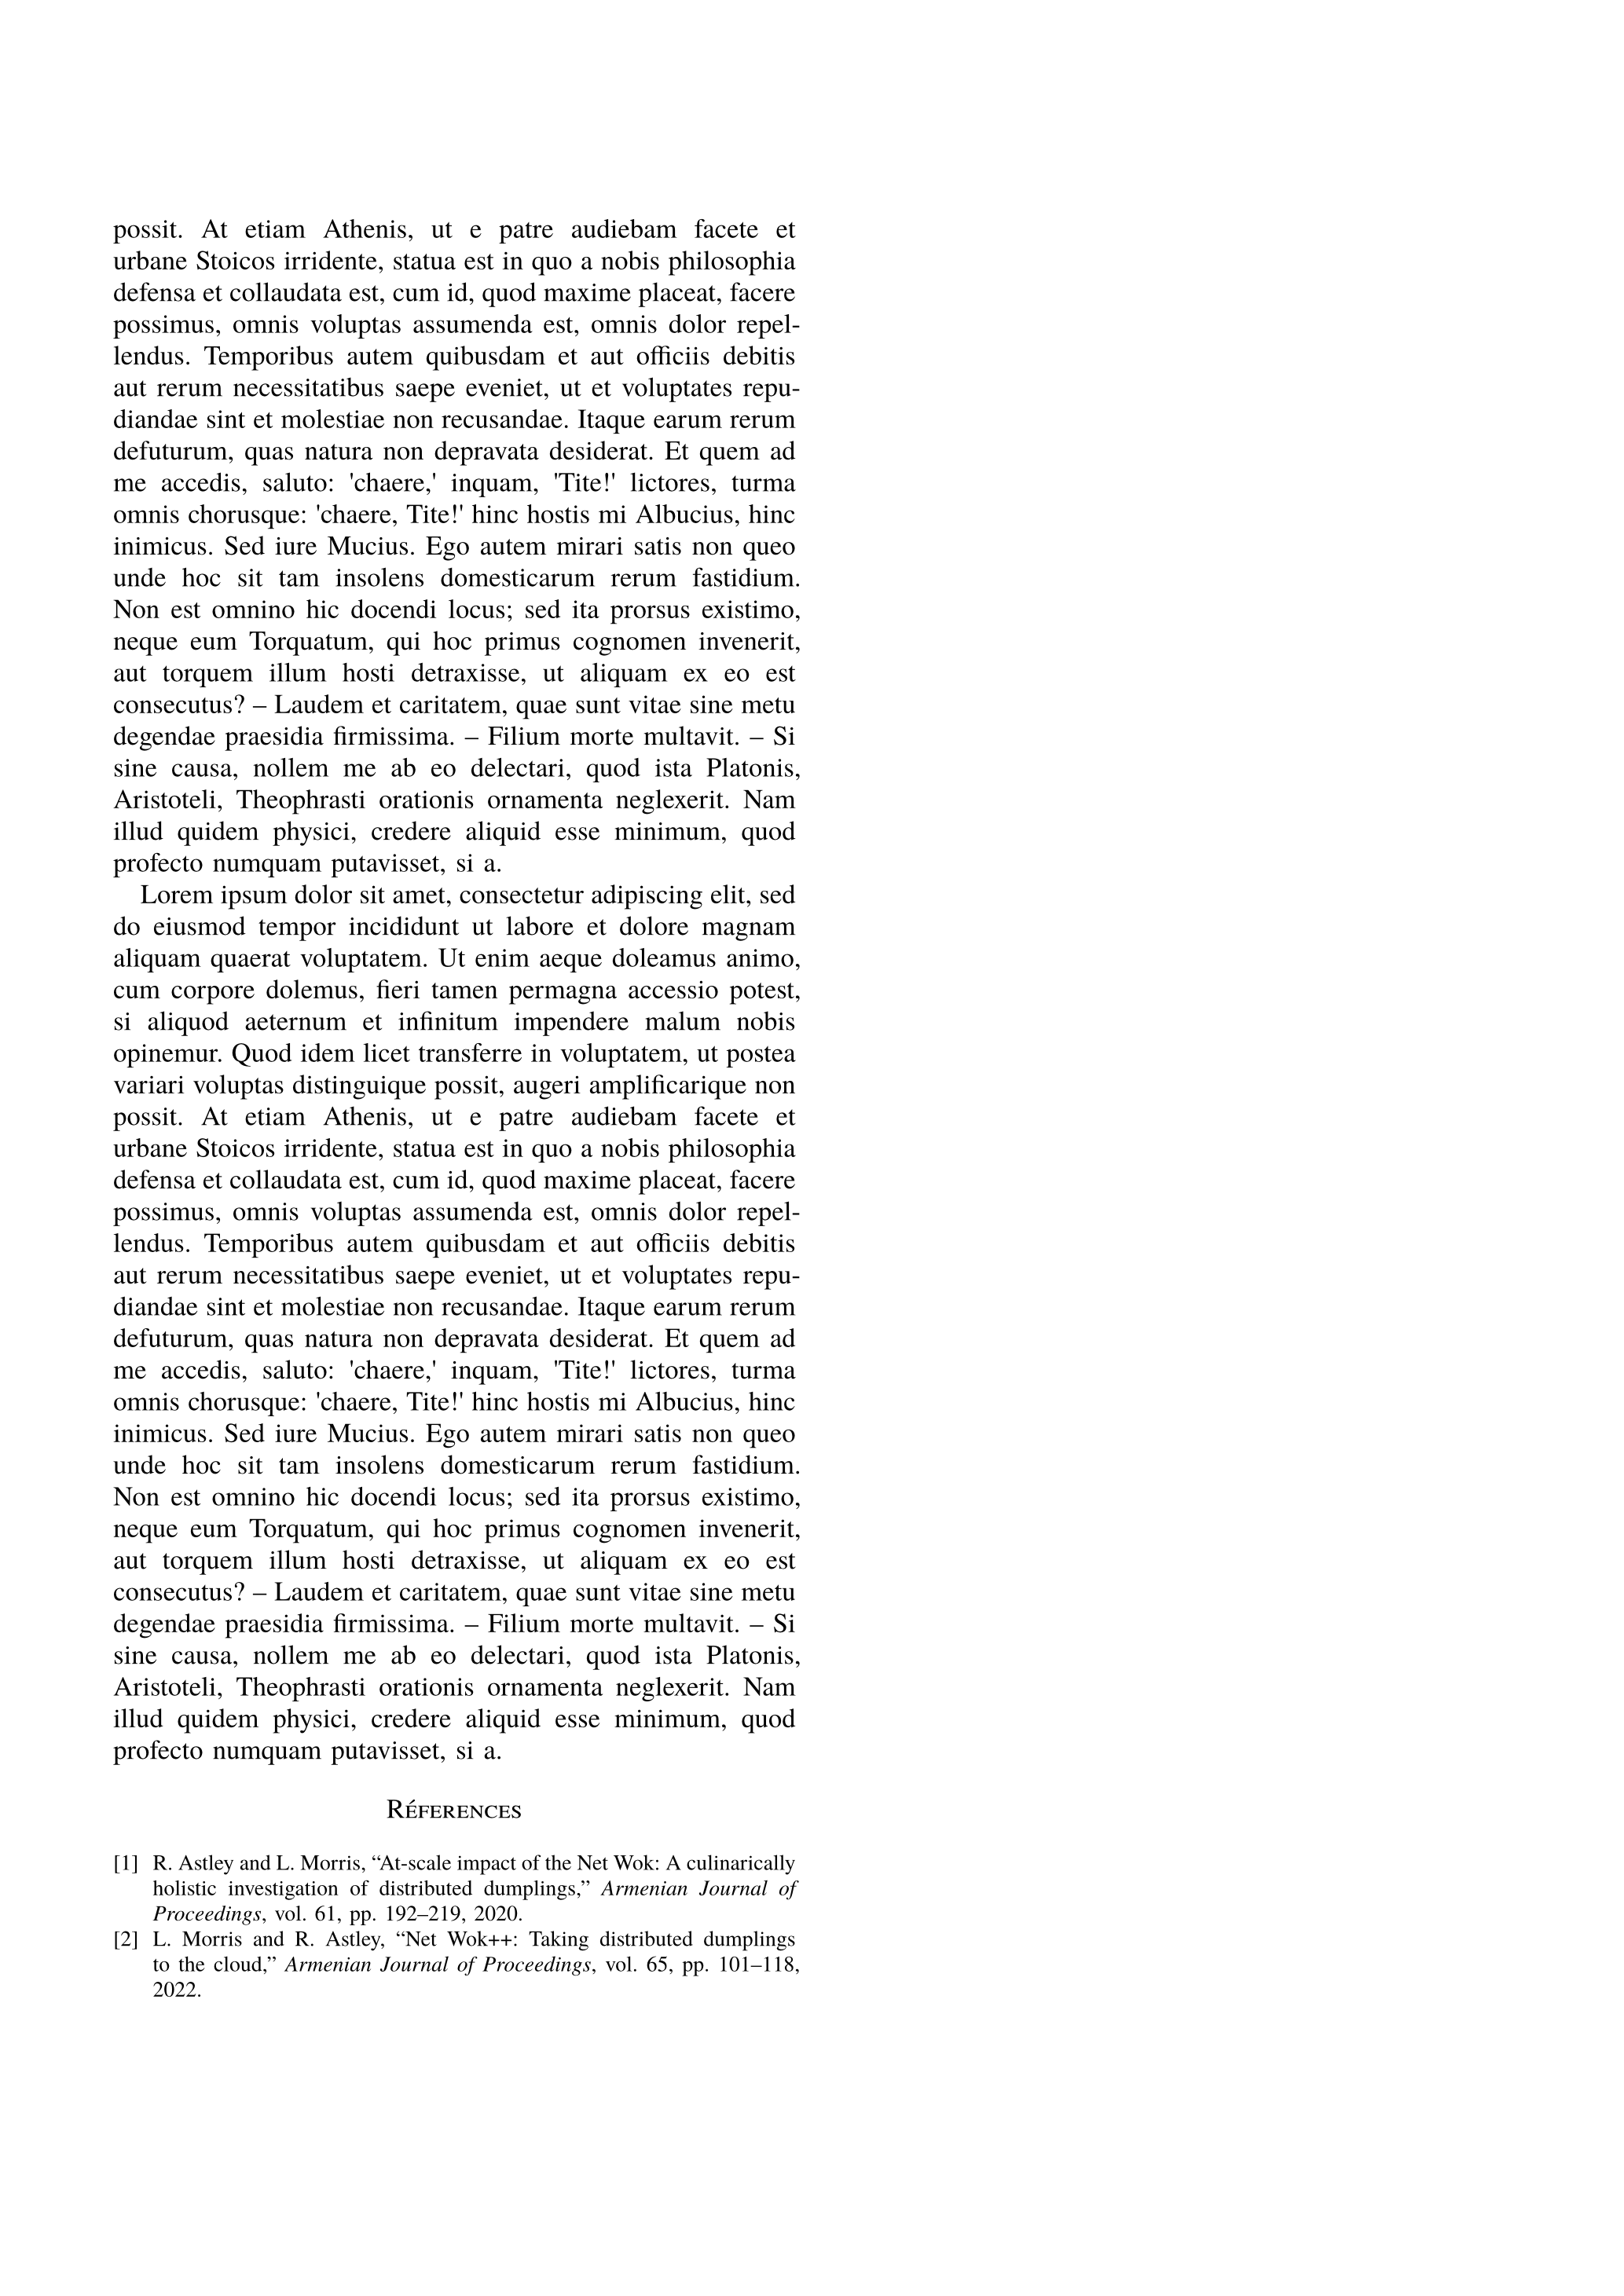 possit. At etiam Athenis, ut e patre audiebam facete et
urbane Stoicos irridente, statua est in quo a nobis philosophia
defensa et collaudata est, cum id, quod maxime placeat, facere
possimus, omnis voluptas assumenda est, omnis dolor repel-
lendus. Temporibus autem quibusdam et aut officiis debitis
aut rerum necessitatibus saepe eveniet, ut et voluptates repu-
diandae sint et molestiae non recusandae. Itaque earum rerum
defuturum, quas natura non depravata desiderat. Et quem ad
me accedis, saluto: 'chaere,' inquam, 'Tite!' lictores, turma
omnis chorusque: 'chaere, Tite!' hinc hostis mi Albucius, hinc
inimicus. Sed iure Mucius. Ego autem mirari satis non queo
unde hoc sit tam insolens domesticarum rerum fastidium.
Non est omnino hic docendi locus; sed ita prorsus existimo,
neque eum Torquatum, qui hoc primus cognomen invenerit,
aut torquem illum hosti detraxisse, ut aliquam ex eo est
consecutus? – Laudem et caritatem, quae sunt vitae sine metu
degendae praesidia firmissima. – Filium morte multavit. – Si
sine causa, nollem me ab eo delectari, quod ista Platonis,
Aristoteli, Theophrasti orationis ornamenta neglexerit. Nam
illud quidem physici, credere aliquid esse minimum, quod
profecto numquam putavisset, si a.
Lorem ipsum dolor sit amet, consectetur adipiscing elit, sed
do eiusmod tempor incididunt ut labore et dolore magnam
aliquam quaerat voluptatem. Ut enim aeque doleamus animo,
cum corpore dolemus, fieri tamen permagna accessio potest,
si aliquod aeternum et infinitum impendere malum nobis
opinemur. Quod idem licet transferre in voluptatem, ut postea
variari voluptas distinguique possit, augeri amplificarique non
possit. At etiam Athenis, ut e patre audiebam facete et
urbane Stoicos irridente, statua est in quo a nobis philosophia
defensa et collaudata est, cum id, quod maxime placeat, facere
possimus, omnis voluptas assumenda est, omnis dolor repel-
lendus. Temporibus autem quibusdam et aut officiis debitis
aut rerum necessitatibus saepe eveniet, ut et voluptates repu-
diandae sint et molestiae non recusandae. Itaque earum rerum
defuturum, quas natura non depravata desiderat. Et quem ad
me accedis, saluto: 'chaere,' inquam, 'Tite!' lictores, turma
omnis chorusque: 'chaere, Tite!' hinc hostis mi Albucius, hinc
inimicus. Sed iure Mucius. Ego autem mirari satis non queo
unde hoc sit tam insolens domesticarum rerum fastidium.
Non est omnino hic docendi locus; sed ita prorsus existimo,
neque eum Torquatum, qui hoc primus cognomen invenerit,
aut torquem illum hosti detraxisse, ut aliquam ex eo est
consecutus? – Laudem et caritatem, quae sunt vitae sine metu
degendae praesidia firmissima. – Filium morte multavit. – Si
sine causa, nollem me ab eo delectari, quod ista Platonis,
Aristoteli, Theophrasti orationis ornamenta neglexerit. Nam
illud quidem physici, credere aliquid esse minimum, quod
profecto numquam putavisset, si a.
Réferences
[1] R. Astley and L. Morris, “At-scale impact of the Net Wok: A culinarically
holistic investigation of distributed dumplings,” Armenian Journal of
Proceedings, vol. 61, pp. 192–219, 2020.
[2] L. Morris and R. Astley, “Net Wok++: Taking distributed dumplings
to the cloud,” Armenian Journal of Proceedings, vol. 65, pp. 101–118,
2022.